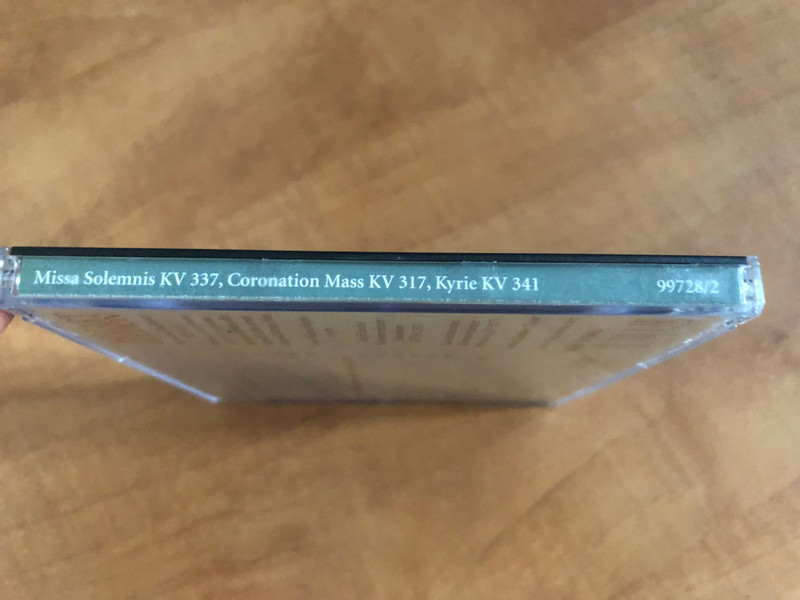 Missa Solemnis KV 337, Coronation Mass KV 317, Kyrie KV 341 99728/2